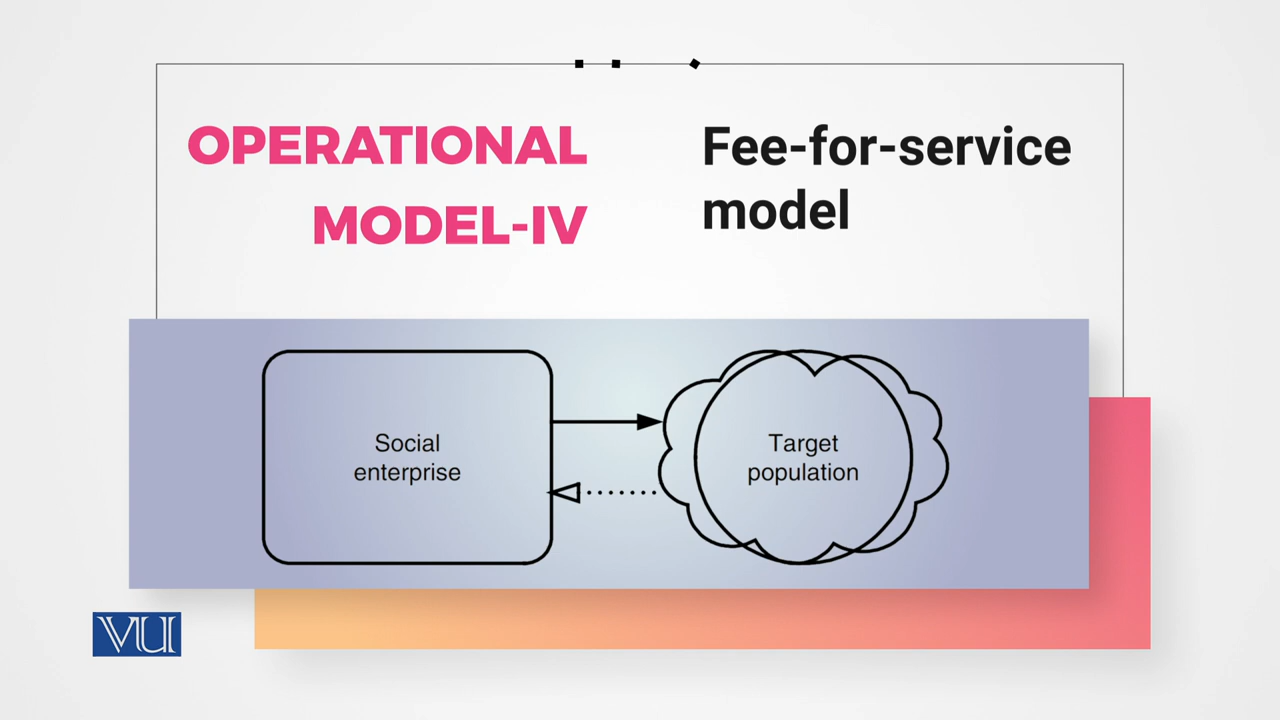 OPERATIONAL
MODEL-IV
Fee-for-service
model
Social
enterprise
Target
population
VU